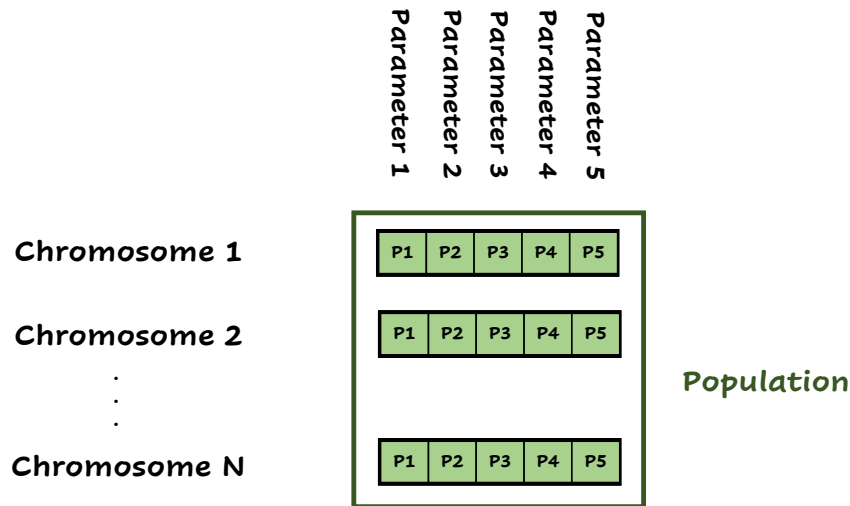 Parameter 1
Parameter 2
Parameter 3
Parameter 4
Parameter 5
Chromosome 1
P1 P2 P3 P4 P5
Chromosome 2
P1 P2 P3 P4 P5
.
.
.
Population
Chromosome N
P1 P2 P3 P4 P5